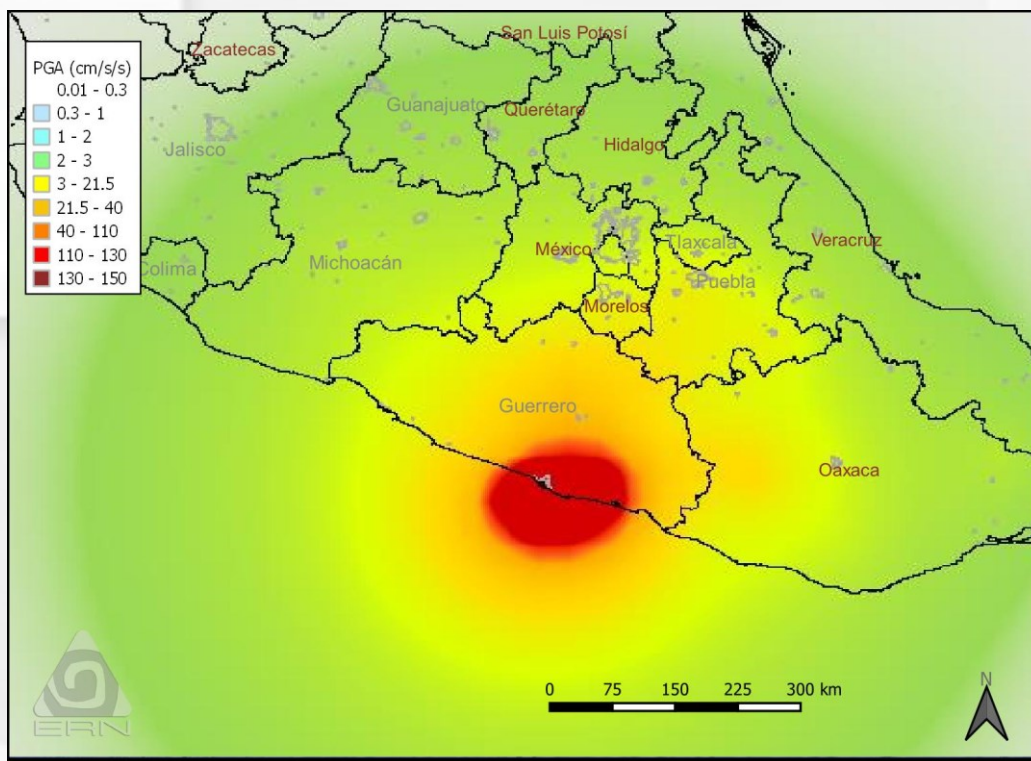 San Luis Potosí
Zacatecas
PGA (cm/s/s)
0.01 - 0.3
0.3 - 1
1 - 2
2 - 3
3 - 21.5
21.5 - 40
40 - 110
110 - 130
130 - 150
Guanajuato
Querétaro
Jalisco
Hidalgo
Colima
Michoacán
México
Tlaxcala
Veracruz
Puebla
Morelos
Guerrero
Oaxaca
N
0 75 150 225 300 km
ERN